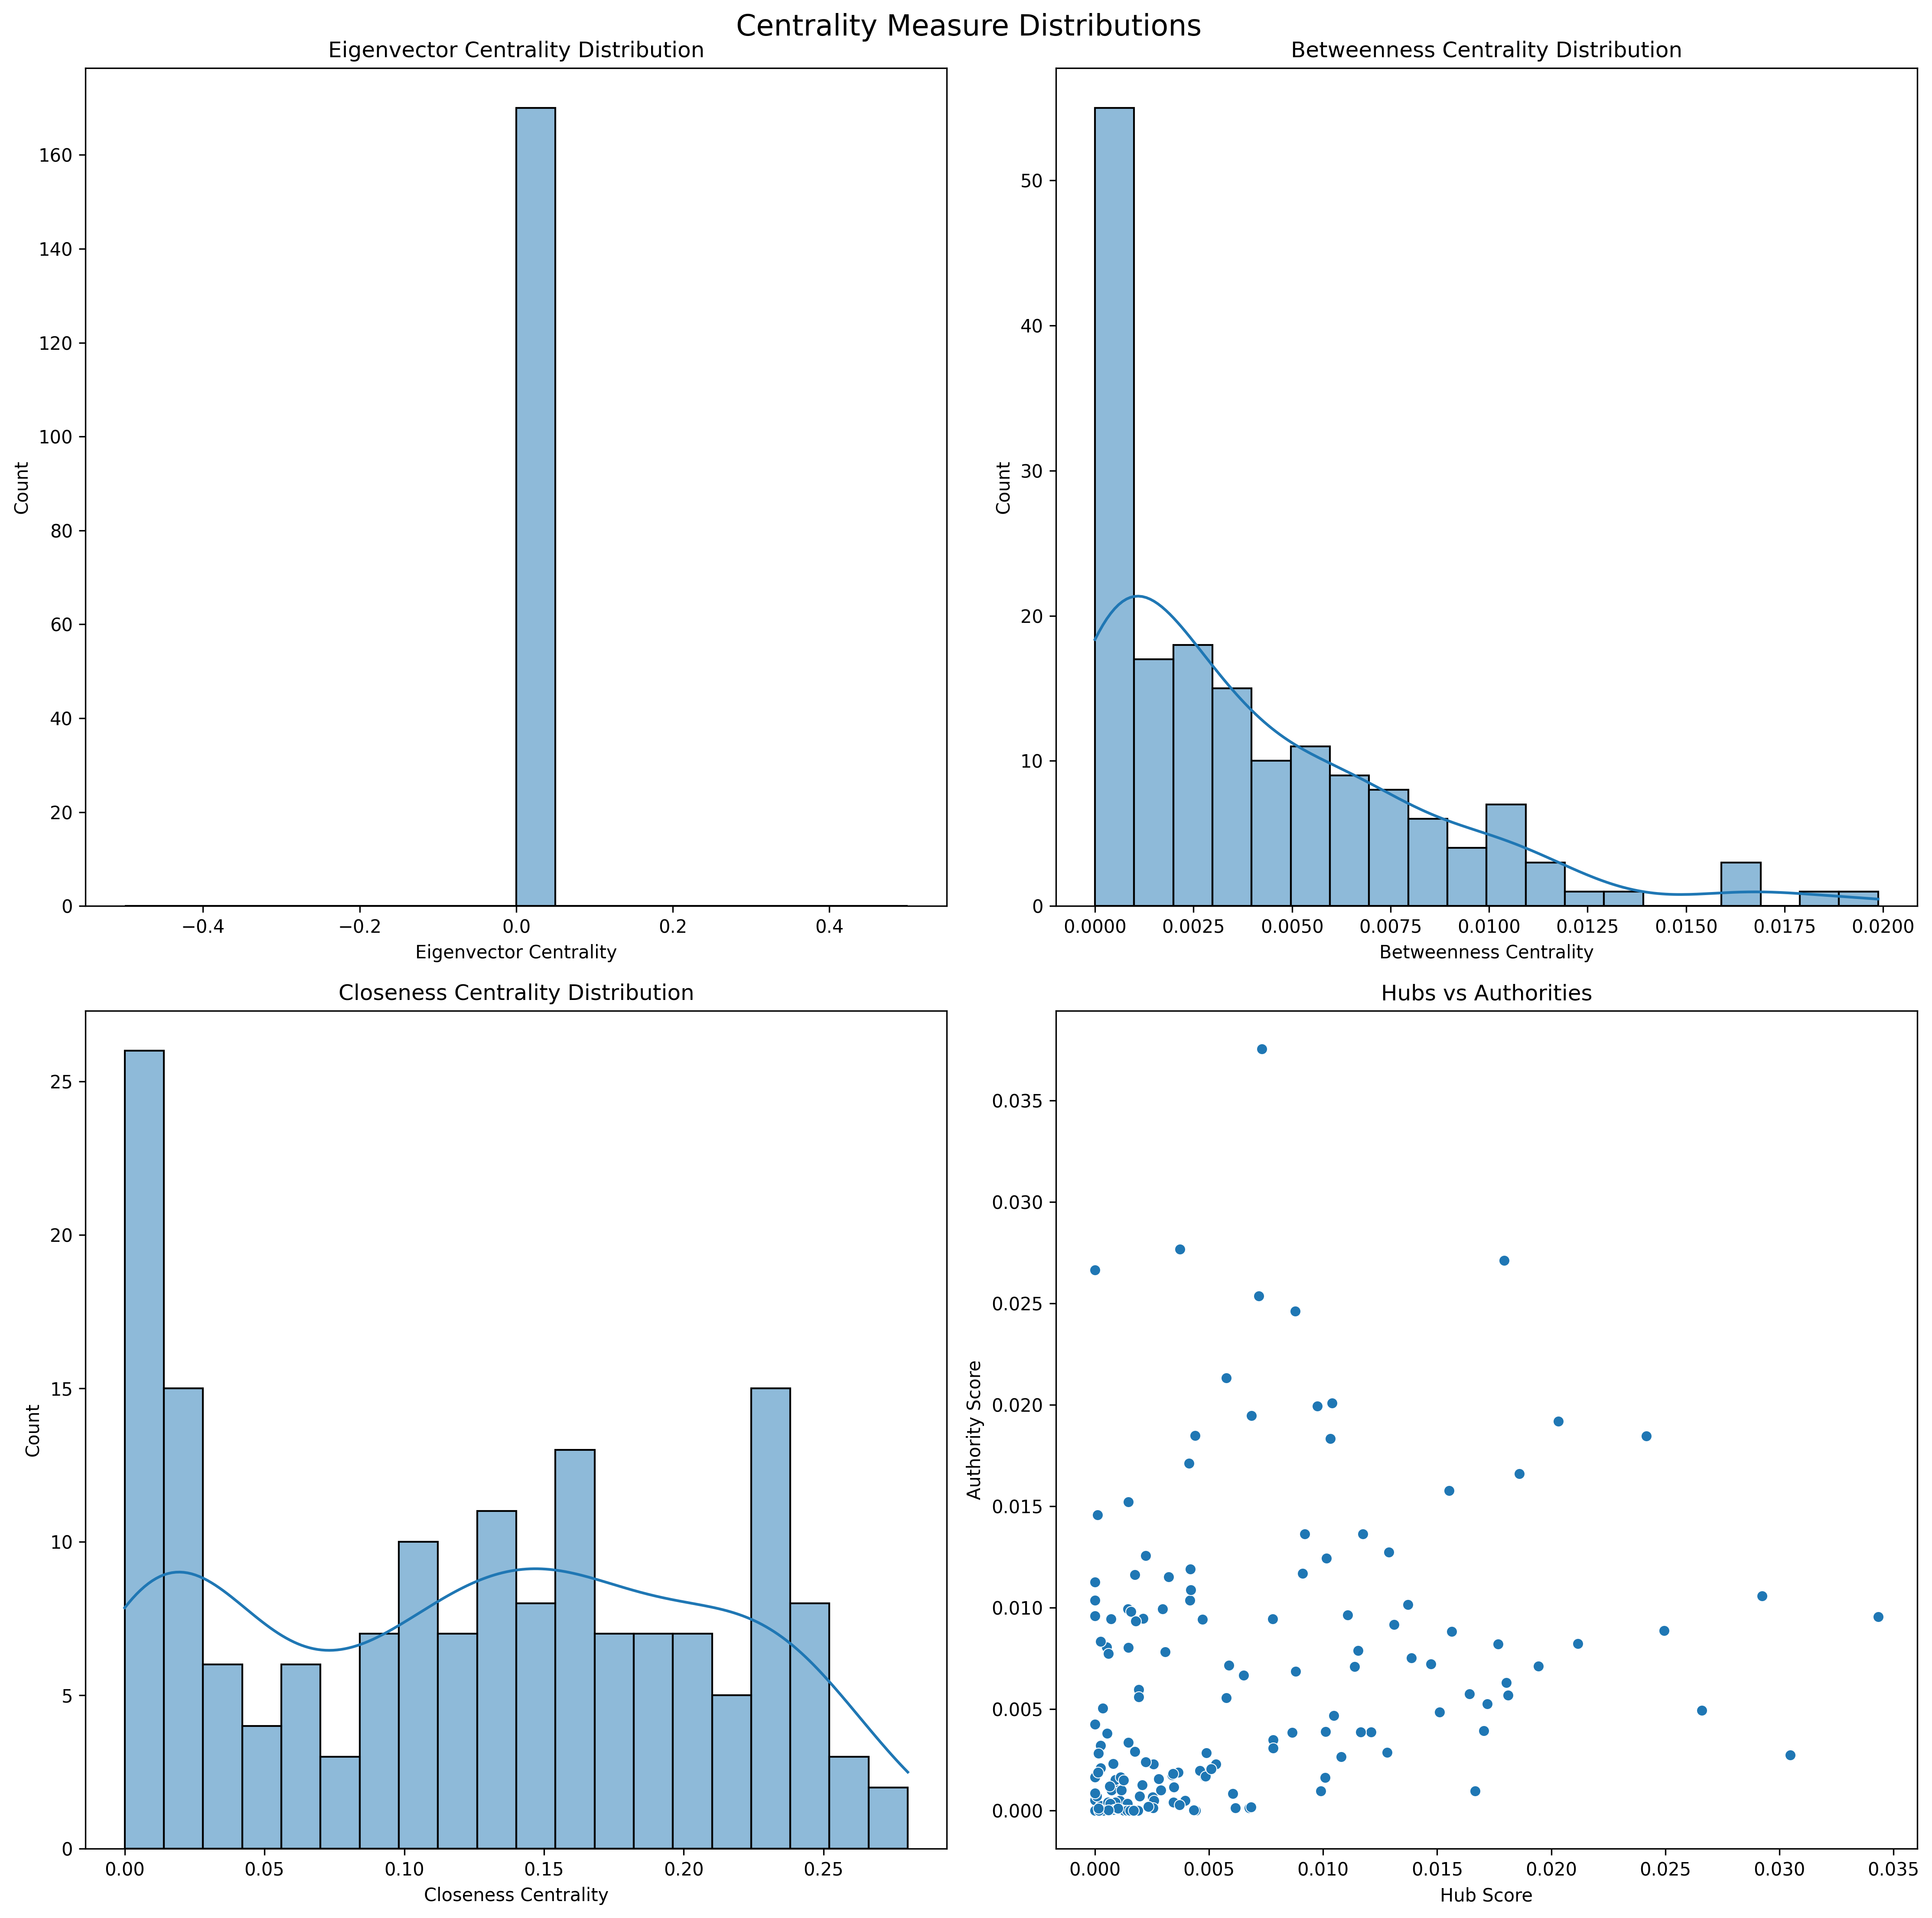 Centrality Measure Distributions
Eigenvector Centrality Distribution
160
140
120
100
80
60
40
20
0
Count
−0.4 −0.2 0.0 0.2 0.4
Eigenvector Centrality
Betweenness Centrality Distribution
50
40
30
20
10
0
Count
0.0000 0.0025 0.0050 0.0075 0.0100 0.0125 0.0150 0.0175 0.0200
Betweenness Centrality
Closeness Centrality Distribution
25
20
15
10
5
0
Count
0.00 0.05 0.10 0.15 0.20 0.25
Closeness Centrality
Hubs vs Authorities
0.035
0.030
0.025
0.020
0.015
0.010
0.005
0.000
Authority Score
0.000 0.005 0.010 0.015 0.020 0.025 0.030 0.035
Hub Score